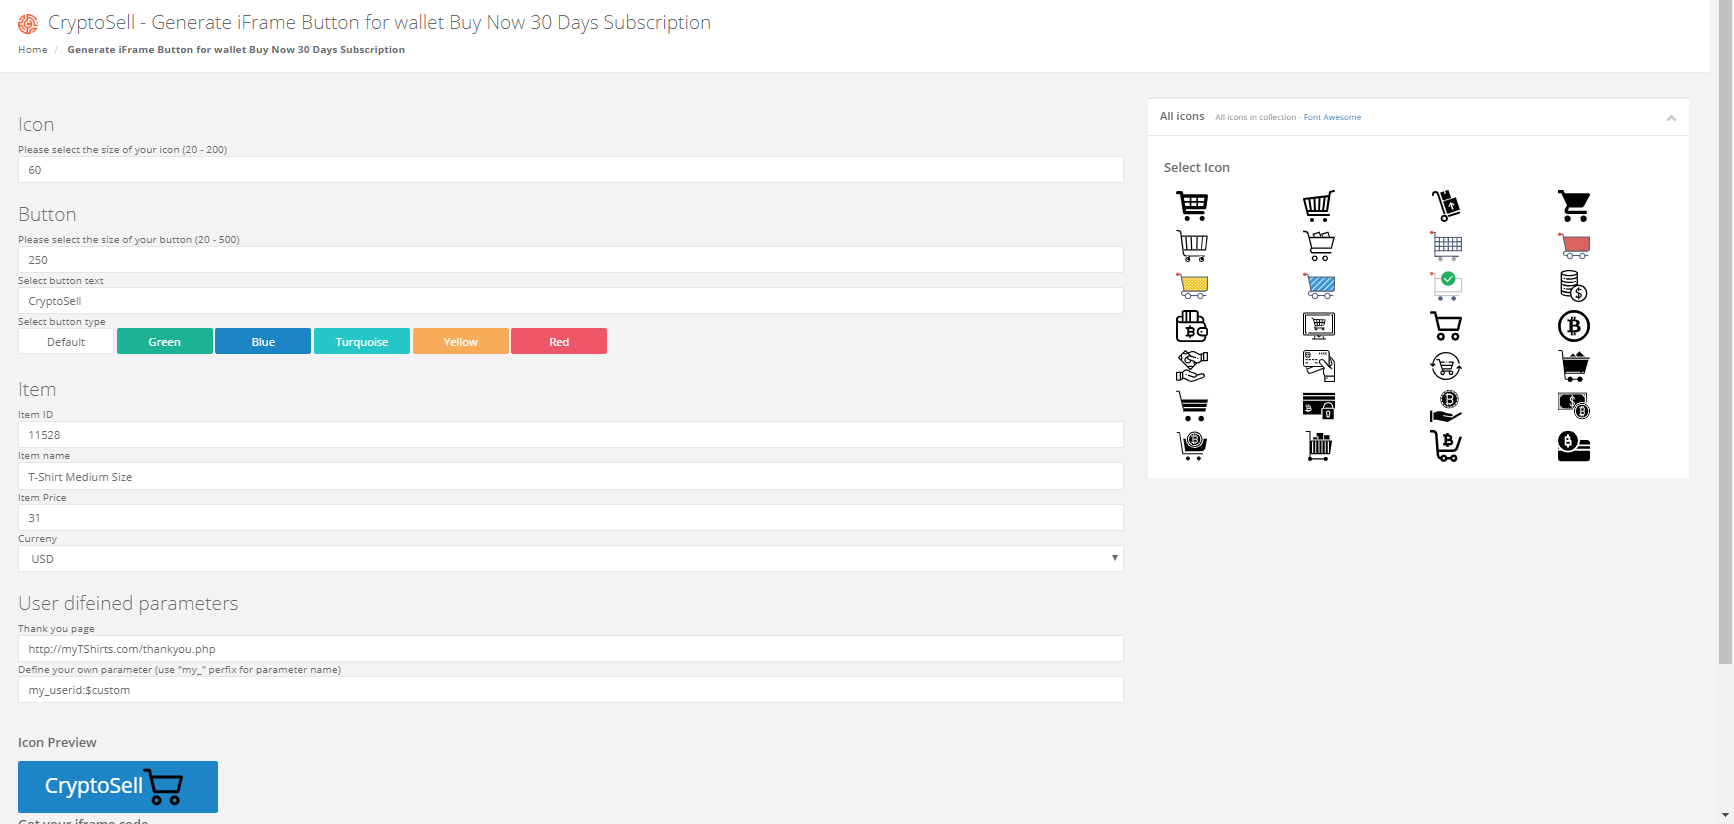 CryptoSell - Generate iFrame Button for wallet Buy Now 30 Days Subscription
Home / Generate iFrame Button for wallet Buy Now 30 Days Subscription
Icon
Please select the size of your icon (20 - 200)
60
Button
Please select the size of your button (20 - 500)
250
Select button text
CryptoSell
Select button type
Default Green Blue Turquoise Yellow Red
Item
Item ID
11528
Item name
T-Shirt Medium Size
Item Price
31
Curreny
USD
User difeined parameters
Thank you page
http://myTShirts.com/thankyou.php
Define your own parameter (use "my_" perfix for parameter name)
my_userid:$custom
Icon Preview
CryptoSell
Get your iframe code
All icons All icons in collection - Font Awesome
Select Icon